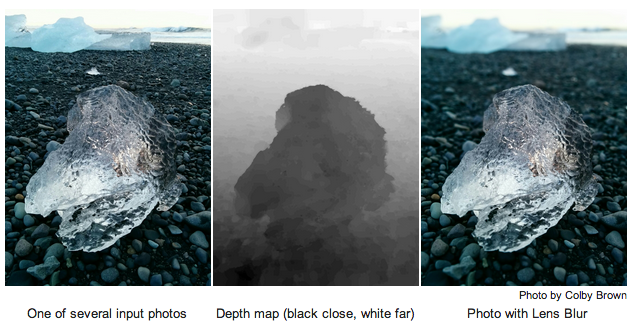 Photo by Colby Brown
One of several input photos
Depth map (black close, white far)
Photo with Lens Blur